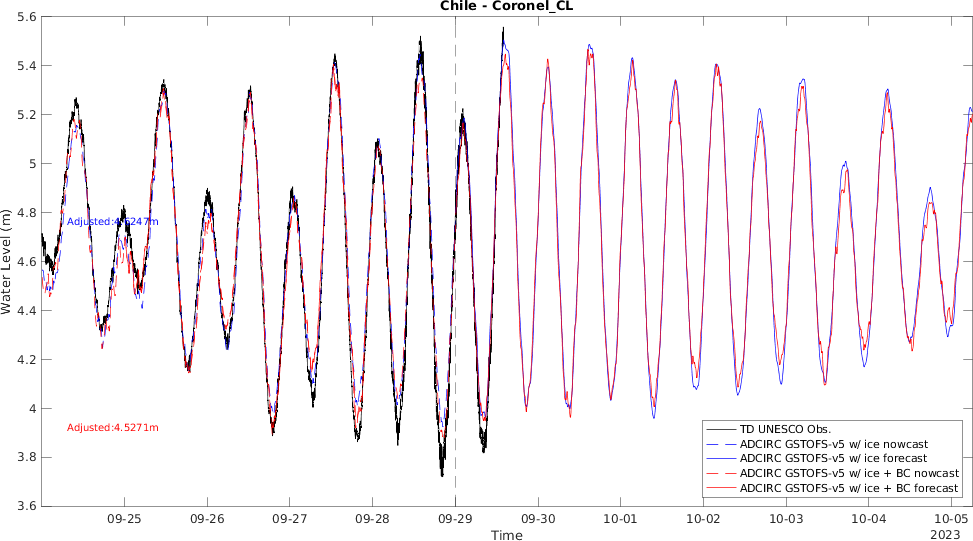 Chile - Coronel_CL
Water Level (m)
5.6
5.4
5.2
5
4.8
4.6
4.4
4.2
4
3.8
3.6
Adjusted:4.5247m
Adjusted:4.5271m
TD UNESCO Obs.
ADCIRC GSTOFS-v5 w/ ice nowcast
ADCIRC GSTOFS-v5 w/ ice forecast
ADCIRC GSTOFS-v5 w/ ice + BC nowcast
ADCIRC GSTOFS-v5 w/ ice + BC forecast
09-25 09-26 09-27 09-28 09-29 09-30 10-01 10-02 10-03 10-04 10-05
2023
Time